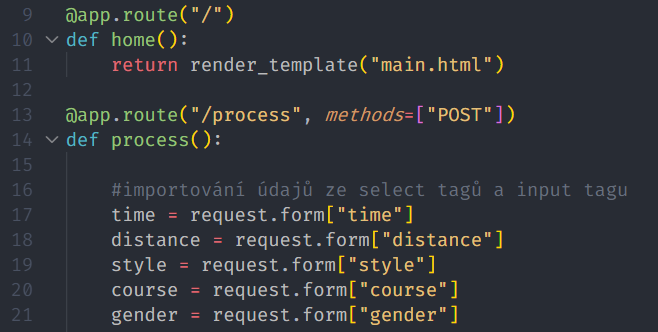 9 @app.route("/")
10 def home():
11 return render_template("main.html")
12
13 @app.route("/process", methods=["POST"])
14 def process():
15
16 #importování údajů ze select tagů a input tagu
17 time = request.form["time"]
18 distance = request.form["distance"]
19 style = request.form["style"]
20 course = request.form["course"]
21 gender = request.form["gender"]